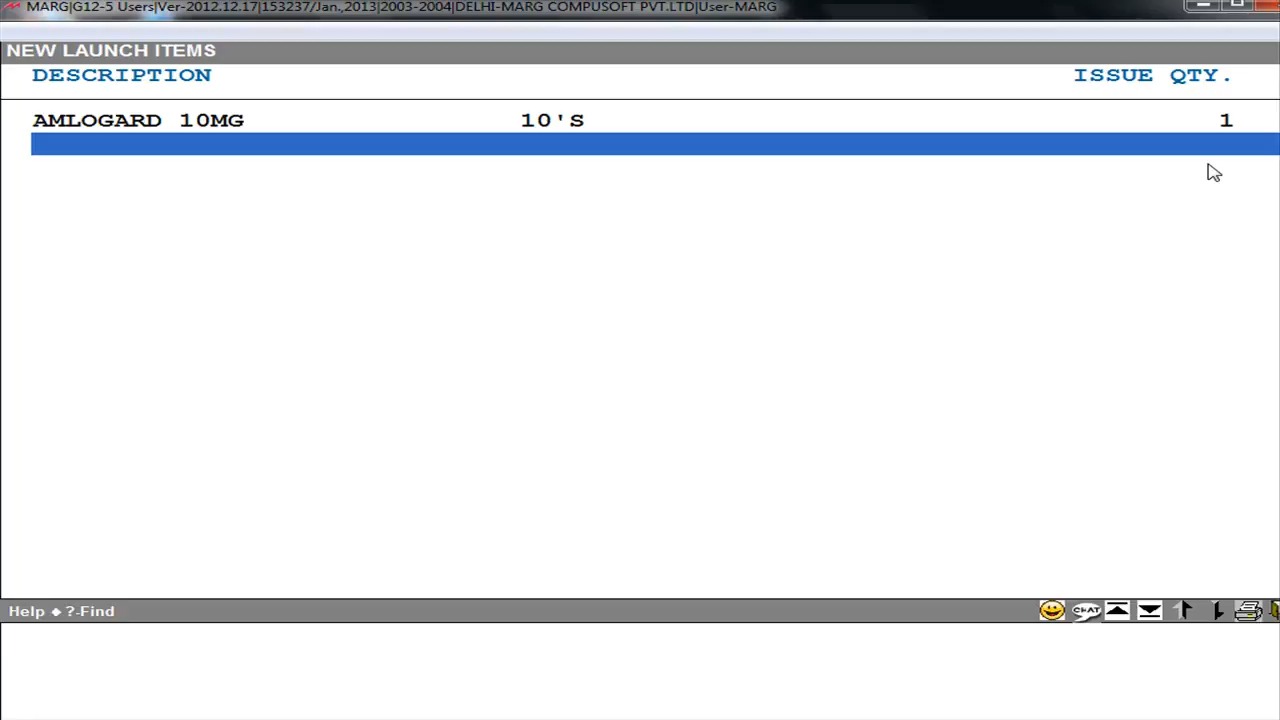 MARG|G12-5 Users|Ver-2012.12.17|153237/Jan.,2013|2003-2004|DELHI-MARG COMPUSOFT PVT.LTD|User-MARG
NEW LAUNCH ITEMS
DESCRIPTION ISSUE QTY.
AMLOGARD 10MG 10'S 1
Help ◆ ?-Find CHAT